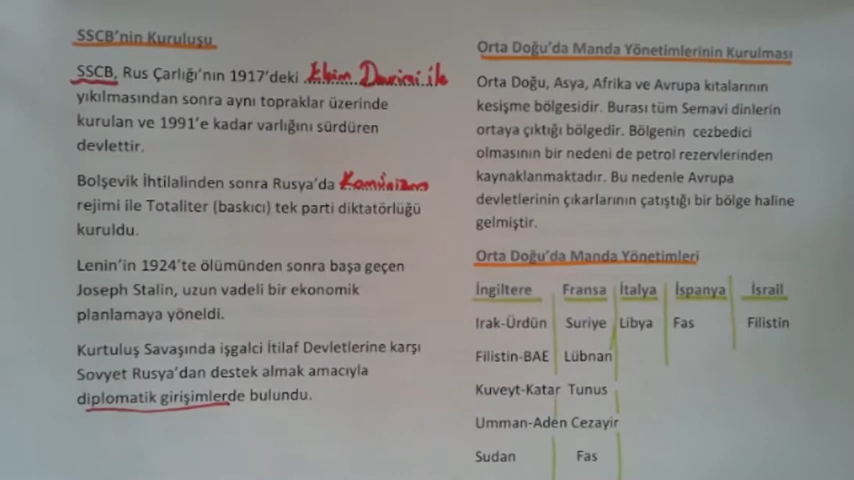 SSCB'nin Kuruluşu
SSCB, Rus Çarlığı'nın 1917'deki Ekim Devrimi ile
yıkılmasından sonra aynı topraklar üzerinde
kurulan ve 1991'e kadar varlığını sürdüren
devlettir.
Bolşevik İhtilalinden sonra Rusya'da Komünizm
rejimi ile Totaliter (baskıcı) tek parti diktatörlüğü
kuruldu.
Lenin'in 1924'te ölümünden sonra başa geçen
Joseph Stalin, uzun vadeli bir ekonomik
planlamaya yöneldi.
Kurtuluş Savaşında işgalci İtilaf Devletlerine karşı
Sovyet Rusya'dan destek almak amacıyla
diplomatik girişimlerde bulundu.
Orta Doğu'da Manda Yönetimlerinin Kurulması
Orta Doğu, Asya, Afrika ve Avrupa kıtalarının
kesişme bölgesidir. Burası tüm Semavi dinlerin
ortaya çıktığı bölgedir. Bölgenin cezbedici
olmasının bir nedeni de petrol rezervlerinden
kaynaklanmaktadır. Bu nedenle Avrupa
devletlerinin çıkarlarının çatıştığı bir bölge haline
gelmiştir.
Orta Doğu'da Manda Yönetimleri
İngiltere Fransa İtalya İspanya İsrail
Irak-Ürdün Suriye Libya Fas Filistin
Filistin-BAE Lübnan
Kuveyt-Katar Tunus
Umman-Aden Cezayir
Sudan Fas